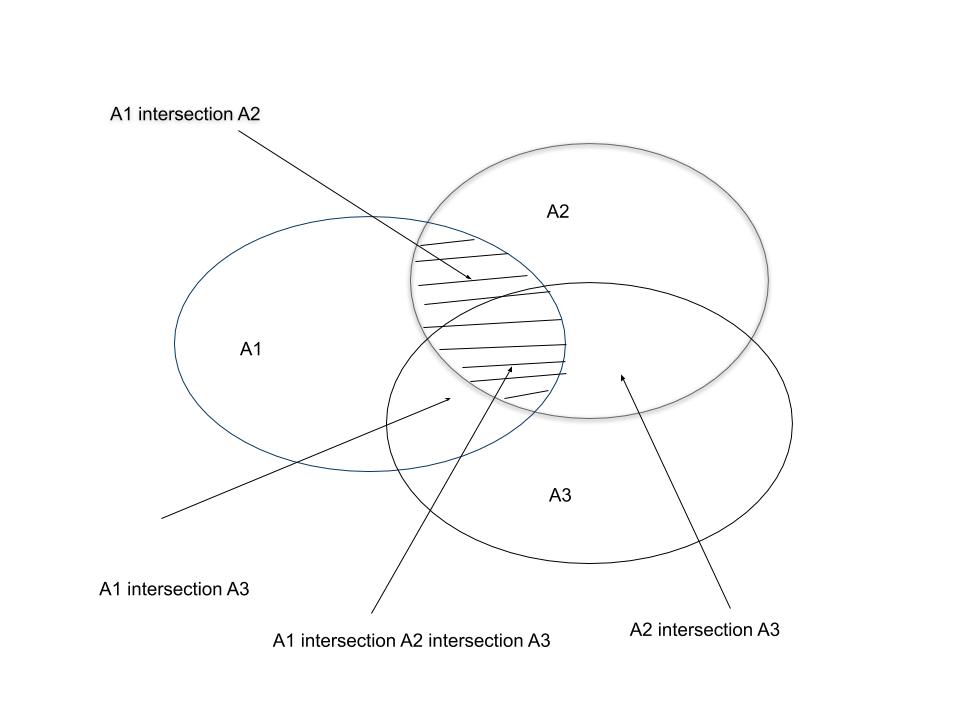 A1 intersection A2
A2
A1
A3
A1 intersection A3
A1 intersection A2 intersection A3
A2 intersection A3